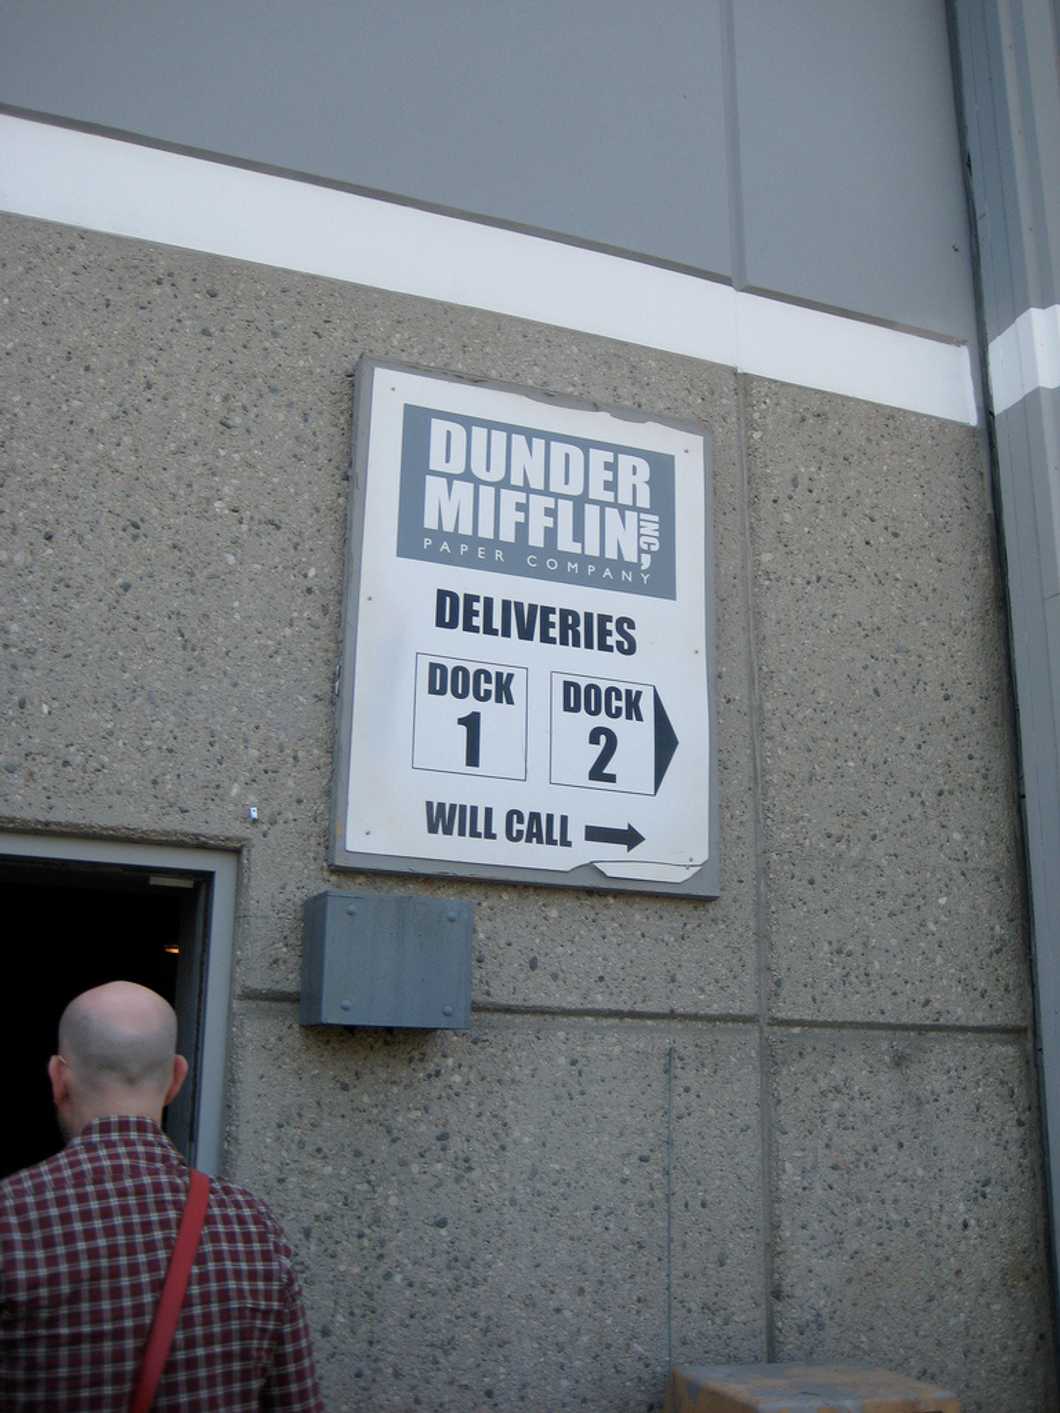 DUNDER
MIFFLIN, INC
PAPER COMPANY
DELIVERIES
DOCK
1
DOCK
2
WILL CALL